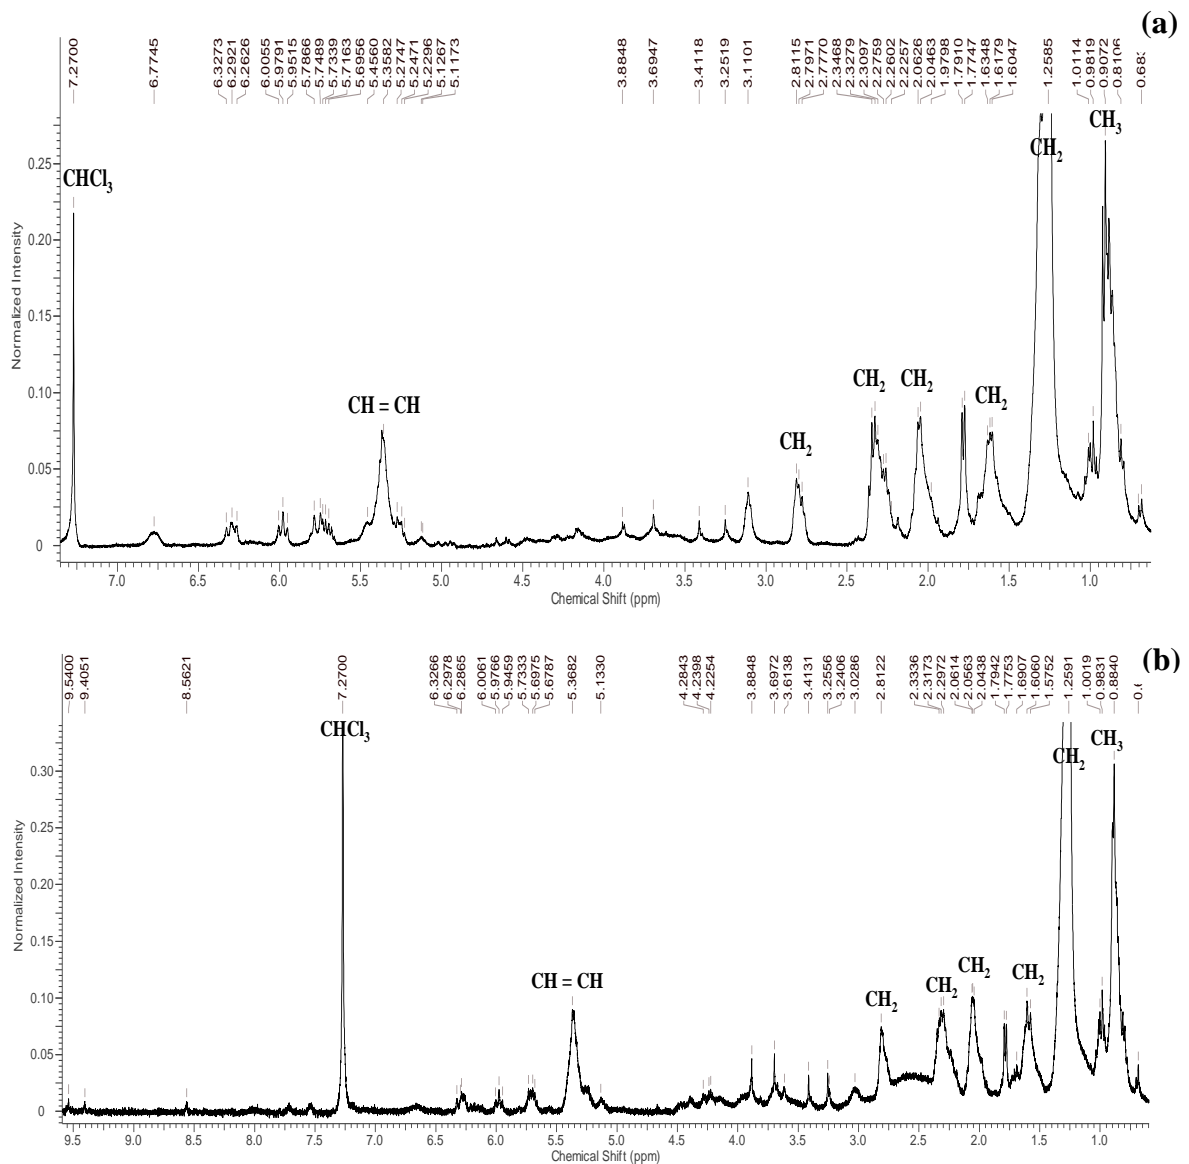 (a)
7.2700 6.7745 6.3273 6.2921 6.2626 6.0055 5.9791 5.9515 5.7866 5.7489 5.7339 5.7163 5.6956 5.4560 5.3582 5.2747 5.2471 5.2296 5.1267 5.1173 3.8848 3.6947 3.4118 3.2519 3.1101 2.8115 2.7971 2.7770 2.3468 2.3279 2.3097 2.2759 2.2602 2.2257 2.0626 2.0463 1.9798 1.7910 1.7747 1.6348 1.6179 1.6047 1.2585 1.0114 0.9819 0.9072 0.8106
CH3
CH2
0.25
CHCl3
0.20
Normalized Intensity
0.15
CH2 CH2
0.10
CH2
CH = CH
CH2
0.05
0
7.0 6.5 6.0 5.5 5.0 4.5 4.0 3.5 3.0 2.5 2.0 1.5 1.0
Chemical Shift (ppm)
(b)
9.5400 9.4051 8.5621 7.2700 6.3266 6.2978 6.2865 6.0061 5.9766 5.9459 5.7333 5.6975 5.6787 5.3682 5.1330 4.2843 4.2398 4.2254 3.8848 3.6972 3.6138 3.4131 3.2556 3.2406 3.0286 2.8122 2.3336 2.3173 2.2972 2.0614 2.0563 2.0438 1.7942 1.7753 1.6907 1.6060 1.5752 1.2591 1.0019 0.9831 0.8840
CHCl3
CH3
CH2
0.30
0.25
0.20
Normalized Intensity
0.15
CH = CH
CH2 CH2
CH2
CH2
0.10
0.05
0
9.5 9.0 8.5 8.0 7.5 7.0 6.5 6.0 5.5 5.0 4.5 4.0 3.5 3.0 2.5 2.0 1.5 1.0
Chemical Shift (ppm)